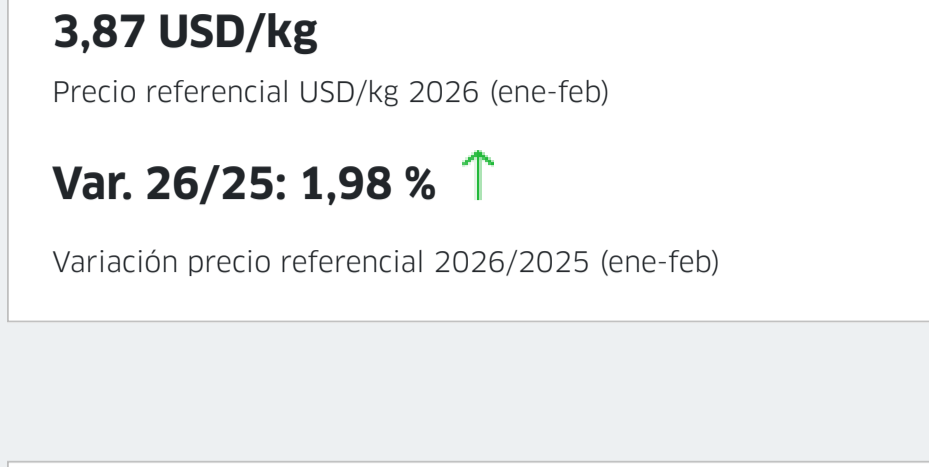 3,87 USD/kg
Precio referencial USD/kg 2026 (ene-feb)
Var. 26/25: 1,98 %
Variación precio referencial 2026/2025 (ene-feb)